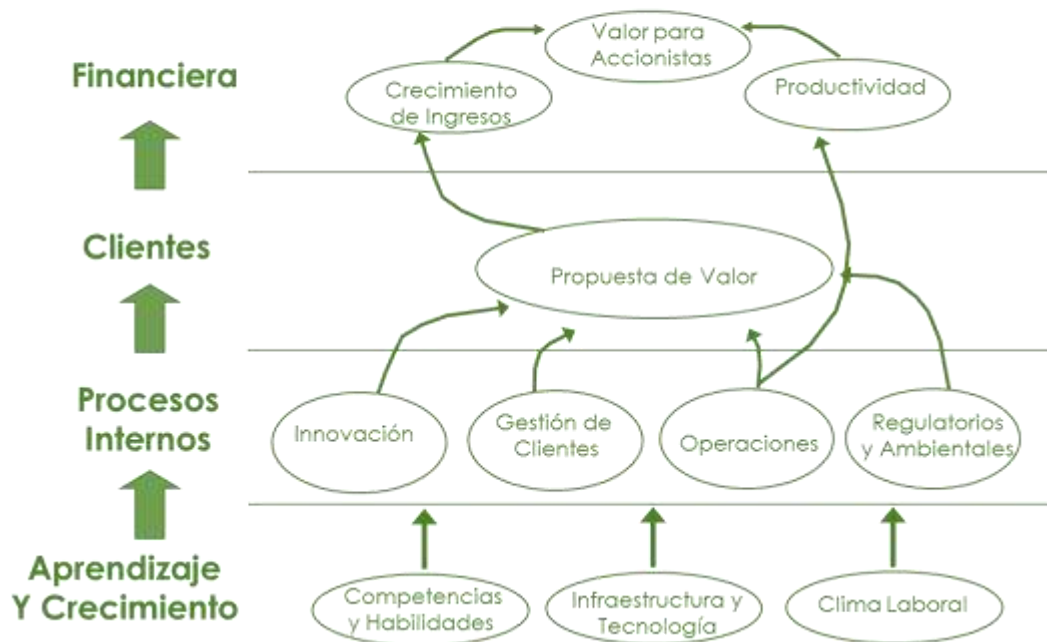 Financiera
Valor para
Accionistas
Crecimiento
de Ingresos
Productividad
Clientes
Propuesta de Valor
Procesos
Internos
Innovación
Gestión de
Clientes
Operaciones
Regulatorios
y Ambientales
Aprendizaje
Y Crecimiento
Competencias
y Habilidades
Infraestructura y
Tecnología
Clima Laboral